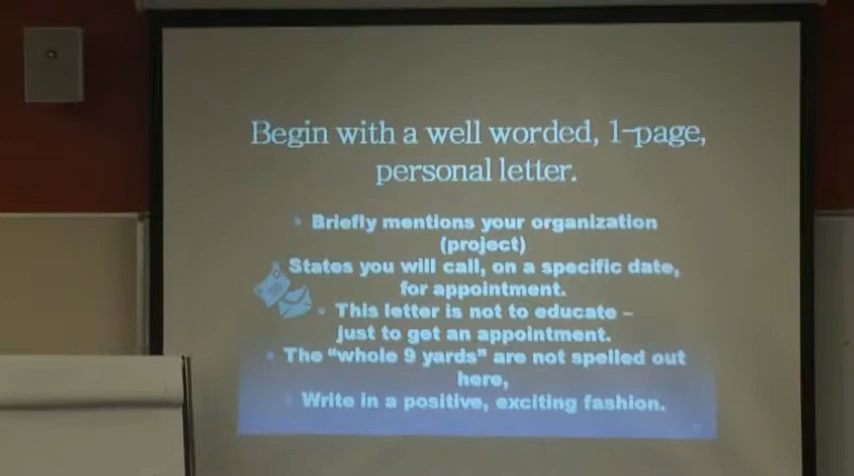 Begin with a well worded, 1-page,
personal letter.
Briefly mentions your organization
(project)
States you will call, on a specific date,
for appointment.
This letter is not to educate –
just to get an appointment.
The "whole 9 yards" are not spelled out
here,
Write in a positive, exciting fashion.